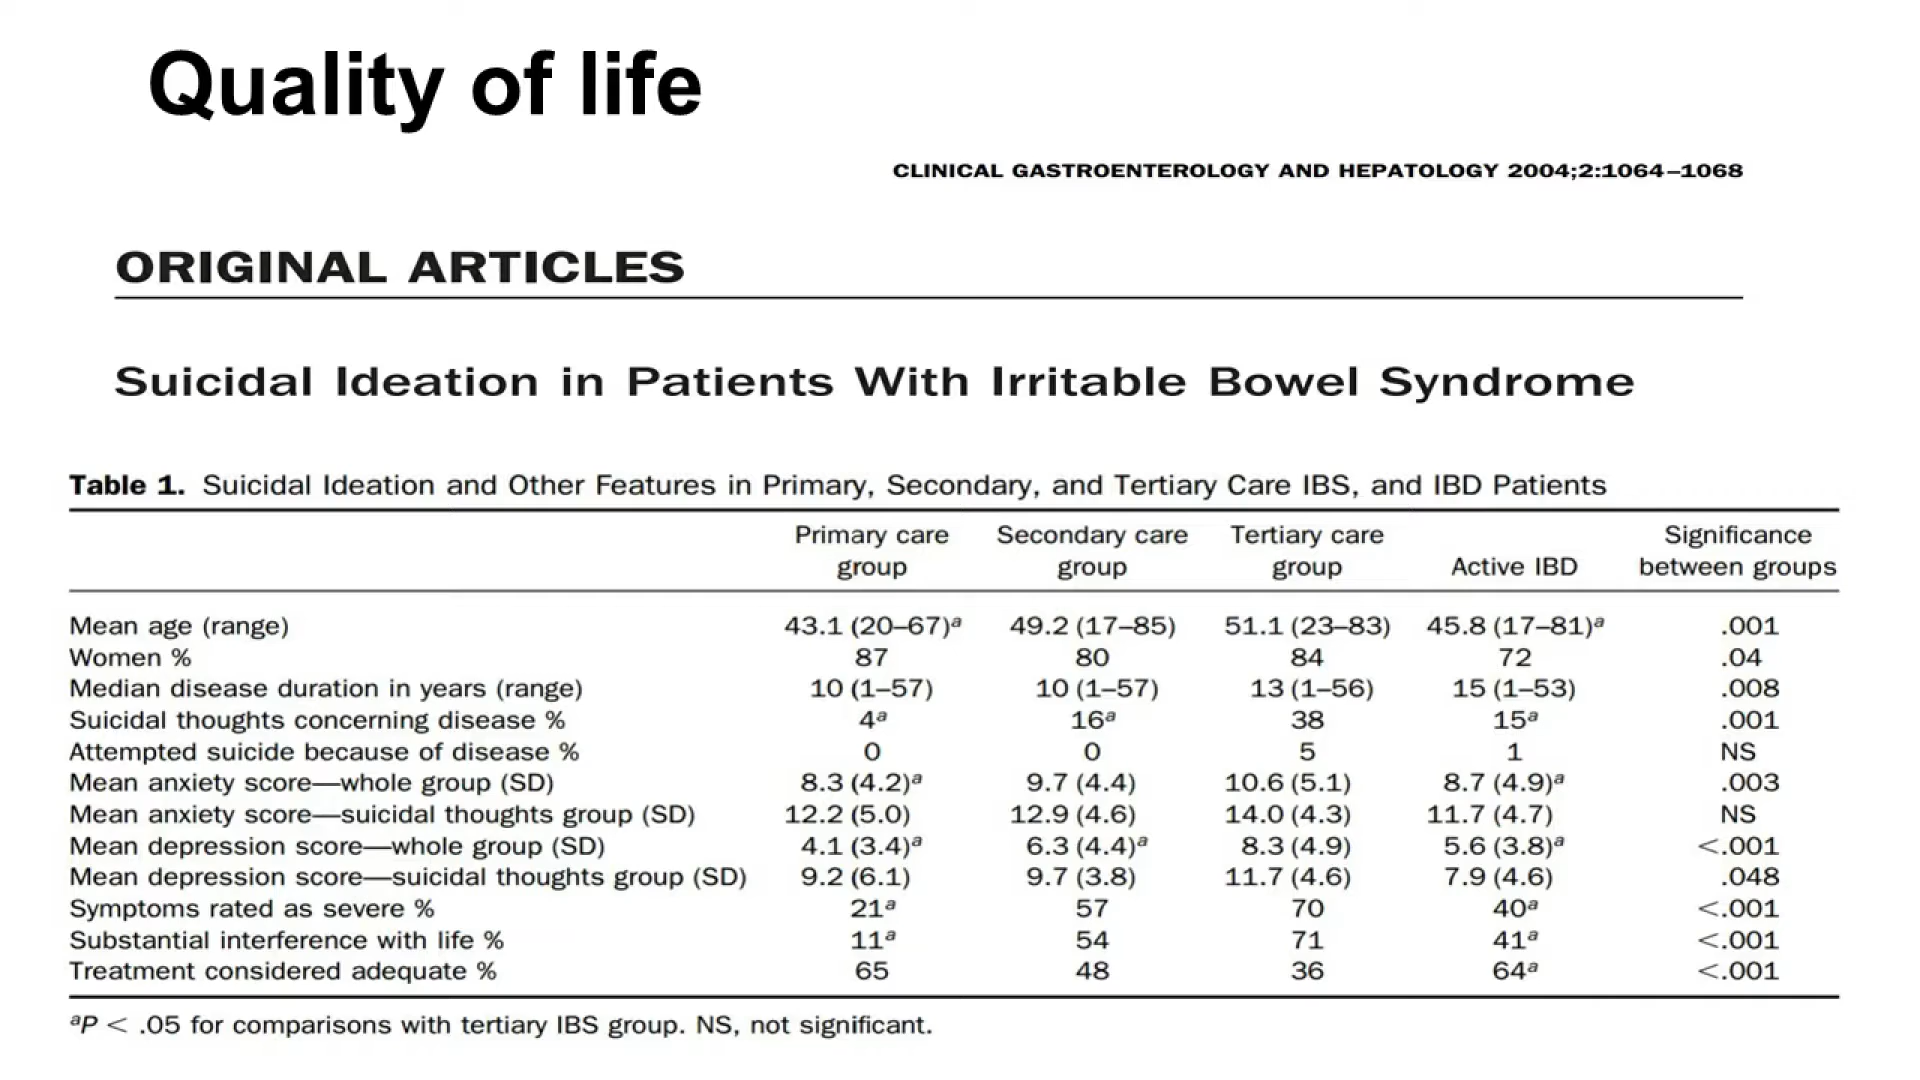 Quality of life
CLINICAL GASTROENTEROLOGY AND HEPATOLOGY 2004;2:1064–1068
ORIGINAL ARTICLES
Suicidal Ideation in Patients With Irritable Bowel Syndrome
Table 1. Suicidal Ideation and Other Features in Primary, Secondary, and Tertiary Care IBS, and IBD Patients
Primary care Secondary care Tertiary care Significance
group group group Active IBD between groups
Mean age (range) 43.1 (20–67)ᵃ 49.2 (17–85) 51.1 (23–83) 45.8 (17–81)ᵃ .001
Women % 87 80 84 72 .04
Median disease duration in years (range) 10 (1–57) 10 (1–57) 13 (1–56) 15 (1–53) .008
Suicidal thoughts concerning disease % 4ᵃ 16ᵃ 38 15ᵃ .001
Attempted suicide because of disease % 0 0 5 1 NS
Mean anxiety score—whole group (SD) 8.3 (4.2)ᵃ 9.7 (4.4) 10.6 (5.1) 8.7 (4.9)ᵃ .003
Mean anxiety score—suicidal thoughts group (SD) 12.2 (5.0) 12.9 (4.6) 14.0 (4.3) 11.7 (4.7) NS
Mean depression score—whole group (SD) 4.1 (3.4)ᵃ 6.3 (4.4)ᵃ 8.3 (4.9) 5.6 (3.8)ᵃ <.001
Mean depression score—suicidal thoughts group (SD) 9.2 (6.1) 9.7 (3.8) 11.7 (4.6) 7.9 (4.6) .048
Symptoms rated as severe % 21ᵃ 57 70 40ᵃ <.001
Substantial interference with life % 11ᵃ 54 71 41ᵃ <.001
Treatment considered adequate % 65 48 36 64ᵃ <.001
ᵃP < .05 for comparisons with tertiary IBS group. NS, not significant.